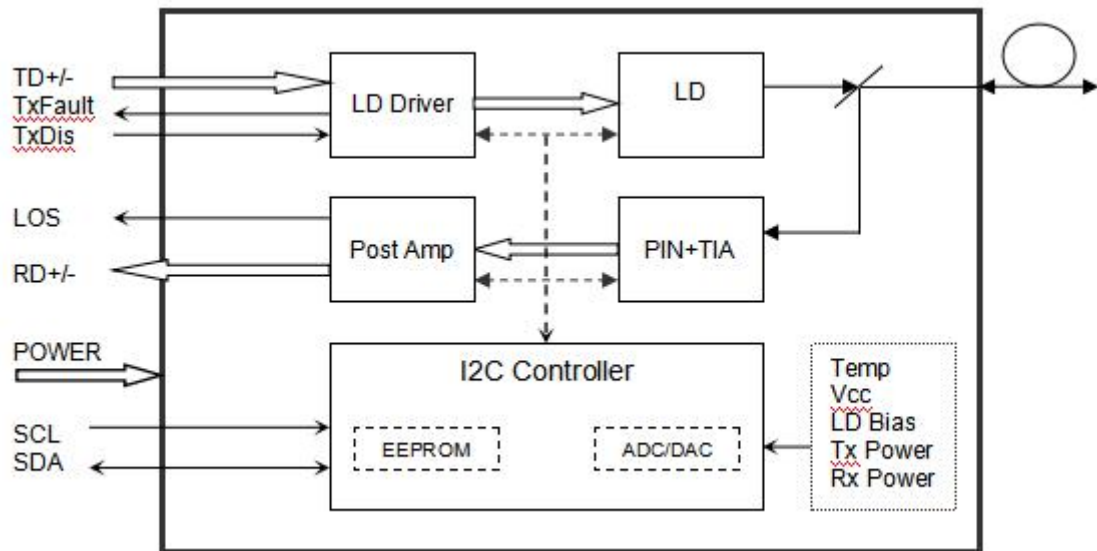 TD+/-
TxFault
TxDis
LD Driver
LD
LOS
RD+/-
Post Amp
PIN+TIA
POWER
SCL
SDA
I2C Controller
EEPROM
ADC/DAC
Temp
Vcc
LD Bias
Tx Power
Rx Power